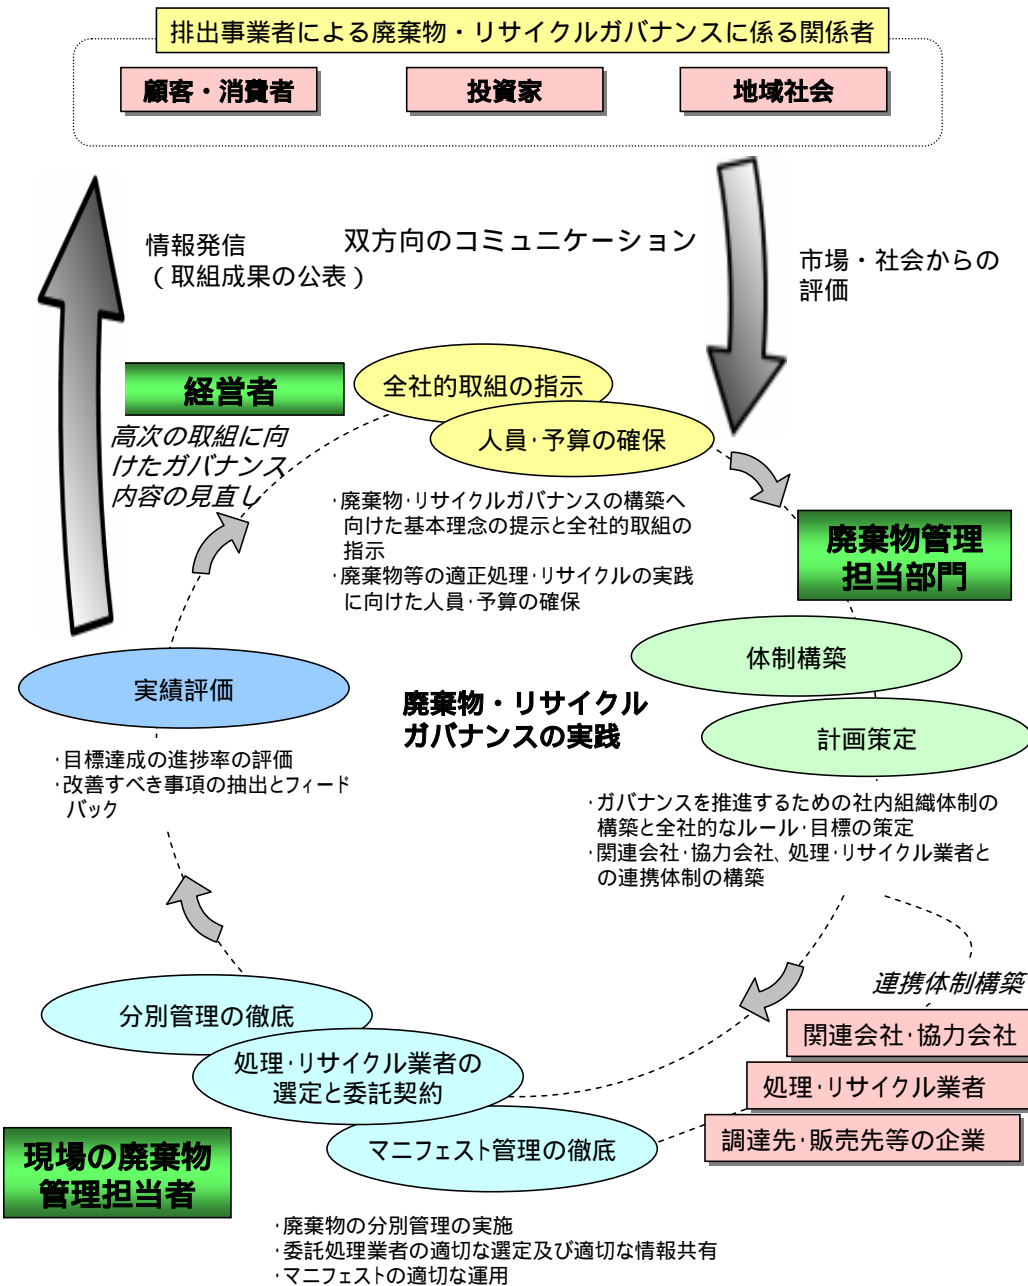 排出事業者による廃棄物・リサイクルガバナンスに係る関係者
顧客・消費者
投資家
地域社会
情報発信
（取組成果の公表）
双方向のコミュニケーション
市場・社会からの
評価
経営者
全社的取組の指示
人員･予算の確保
高次の取組に向
けたガバナンス
内容の見直し
･廃棄物･リサイクルガバナンスの構築へ
向けた基本理念の提示と全社的取組の
指示
･廃棄物等の適正処理･リサイクルの実践
に向けた人員･予算の確保
廃棄物管理
担当部門
体制構築
計画策定
実績評価
廃棄物・リサイクル
ガバナンスの実践
･目標達成の進捗率の評価
･改善すべき事項の抽出とフィード
バック
･ガバナンスを推進するための社内組織体制の
構築と全社的なルール･目標の策定
･関連会社･協力会社、処理･リサイクル業者と
の連携体制の構築
連携体制構築
関連会社･協力会社
処理･リサイクル業者
調達先･販売先等の企業
分別管理の徹底
処理･リサイクル業者の
選定と委託契約
マニフェスト管理の徹底
現場の廃棄物
管理担当者
･廃棄物の分別管理の実施
･委託処理業者の適切な選定及び適切な情報共有
･マニフェストの適切な運用